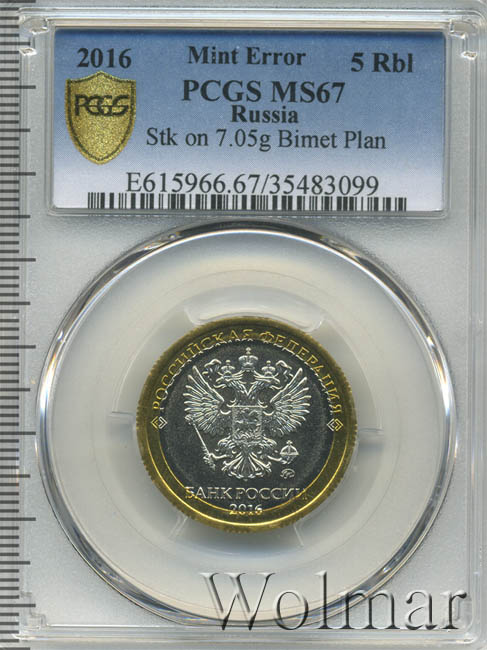 2016 Mint Error 5 Rbl
PCGS MS67
Russia
Stk on 7.05g Bimet Plan
E615966.67/35483099
PCGS
РОССИЙСКАЯ ФЕДЕРАЦИЯ
БАНК РОССИИ
2016
Wolmar